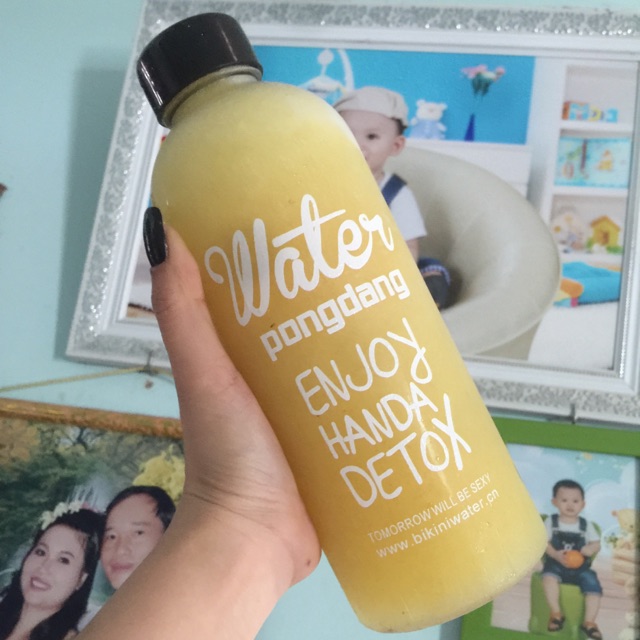 Water
pongdang
ENJOY
HANDA
DETOX
TOMORROW WILL BE SEXY
www.bikiniwater.cn